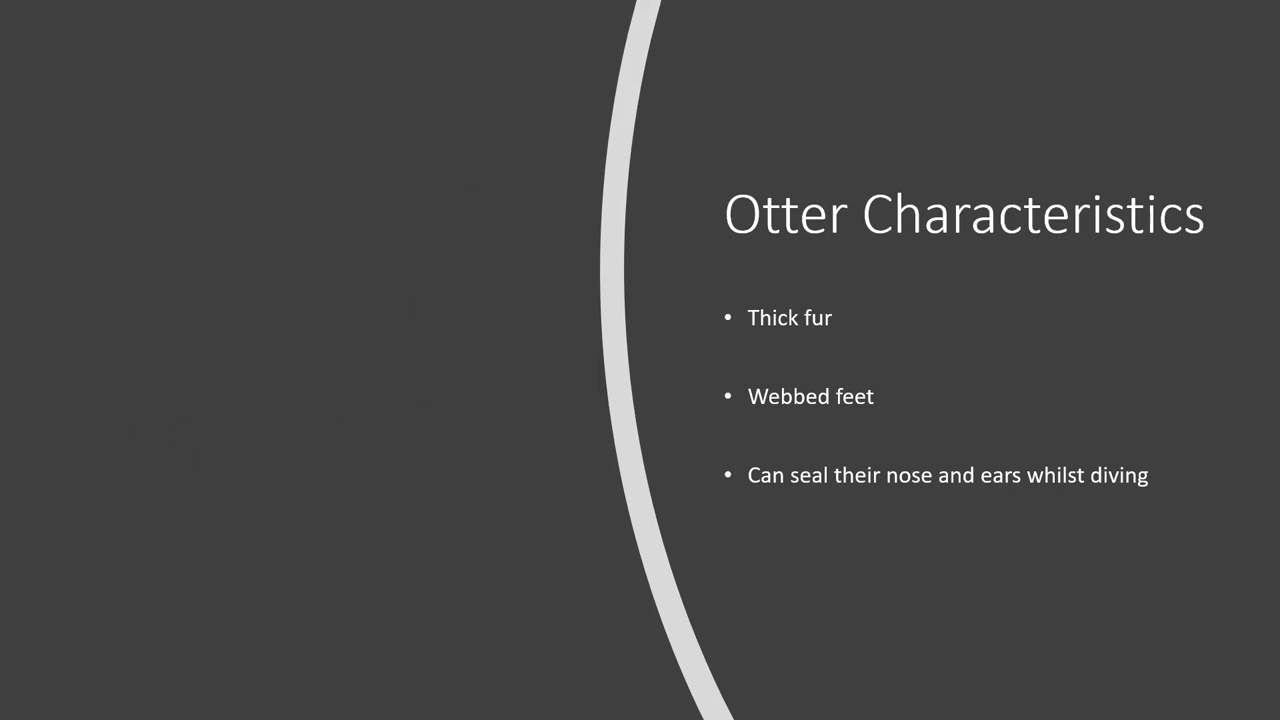 Otter Characteristics
• Thick fur
• Webbed feet
• Can seal their nose and ears whilst diving